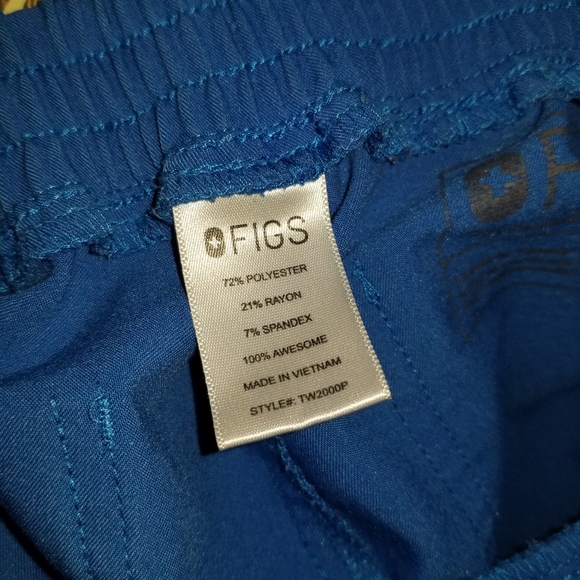 FIGS
72% POLYESTER
21% RAYON
7% SPANDEX
100% AWESOME
MADE IN VIETNAM
STYLE#: TW2000P